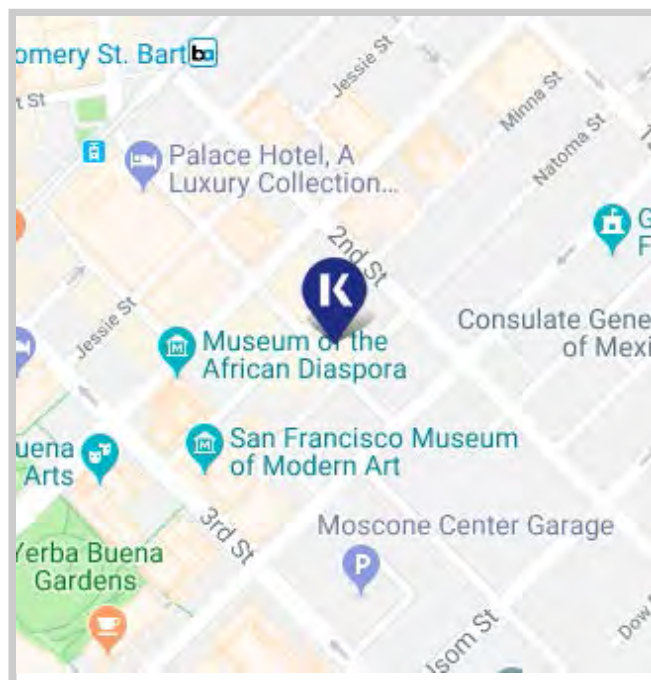 omery St. Bart
Jessie St
t St
Minna St
Natoma St
Palace Hotel, A
Luxury Collection...
2nd St
G
F
K
Jessie St
Museum of the
African Diaspora
Consulate Gene
of Mexi
uena
Arts
San Francisco Museum
of Modern Art
3rd St
Moscone Center Garage
P
Yerba Buena
Gardens
lsom St
Dow